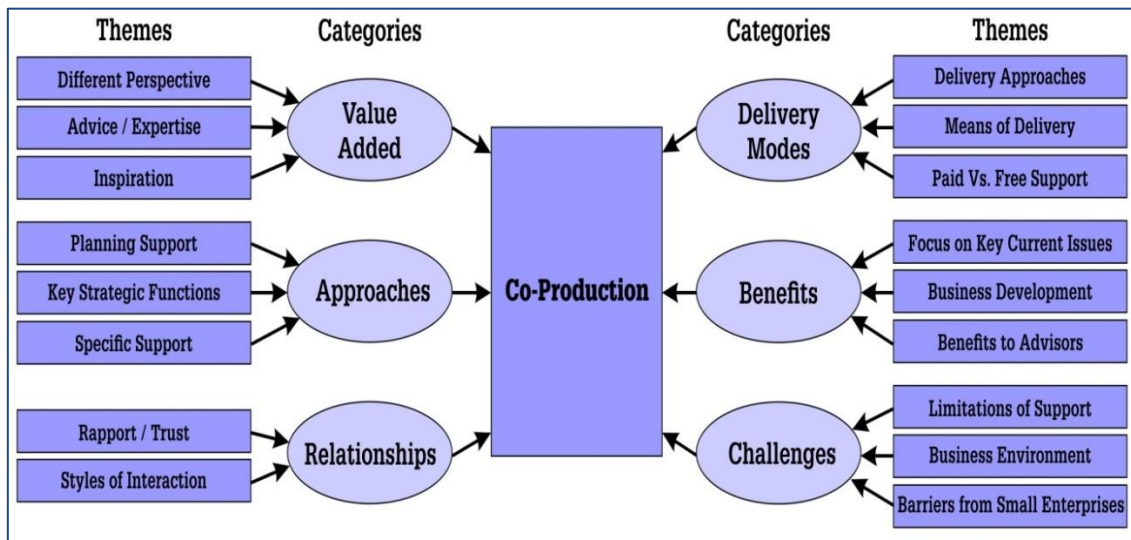 Themes
Categories
Categories
Themes
Different Perspective
Advice / Expertise
Inspiration
Value
Added
Planning Support
Key Strategic Functions
Specific Support
Approaches
Rapport / Trust
Styles of Interaction
Relationships
Co-Production
Delivery
Modes
Delivery Approaches
Means of Delivery
Paid Vs. Free Support
Benefits
Focus on Key Current Issues
Business Development
Benefits to Advisors
Challenges
Limitations of Support
Business Environment
Barriers from Small Enterprises